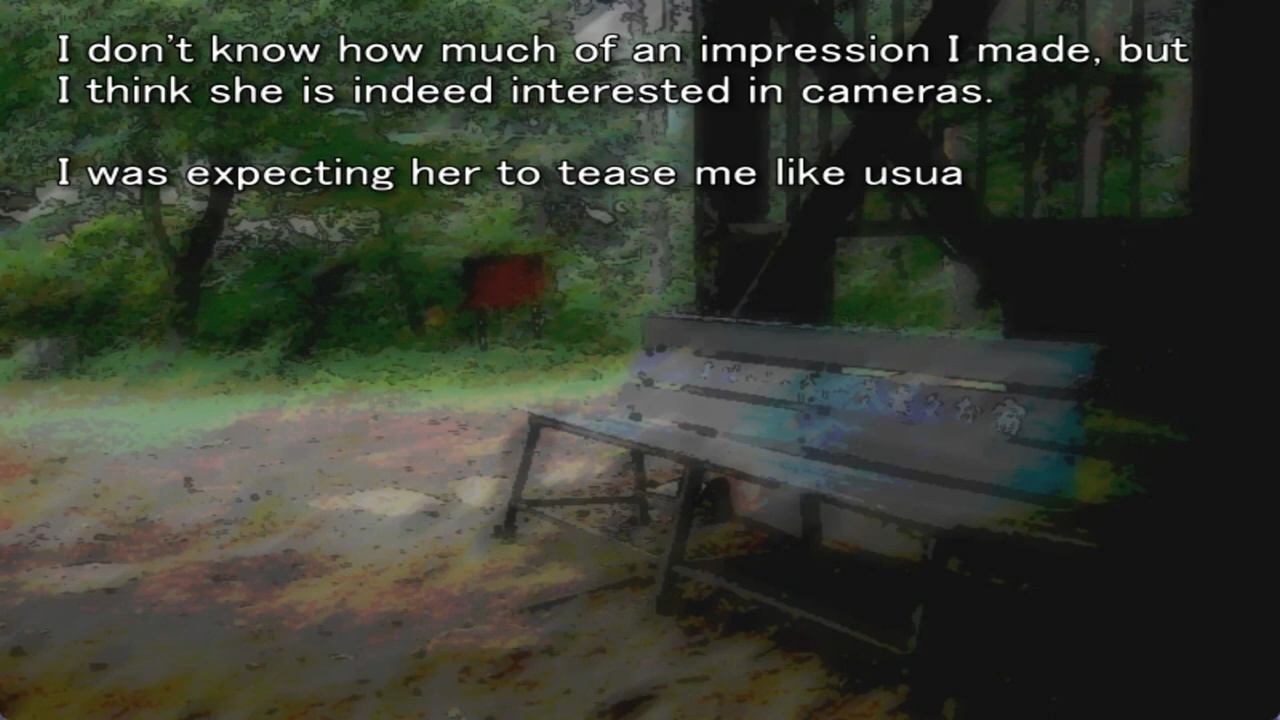 I don't know how much of an impression I made, but
I think she is indeed interested in cameras.
I was expecting her to tease me like usua